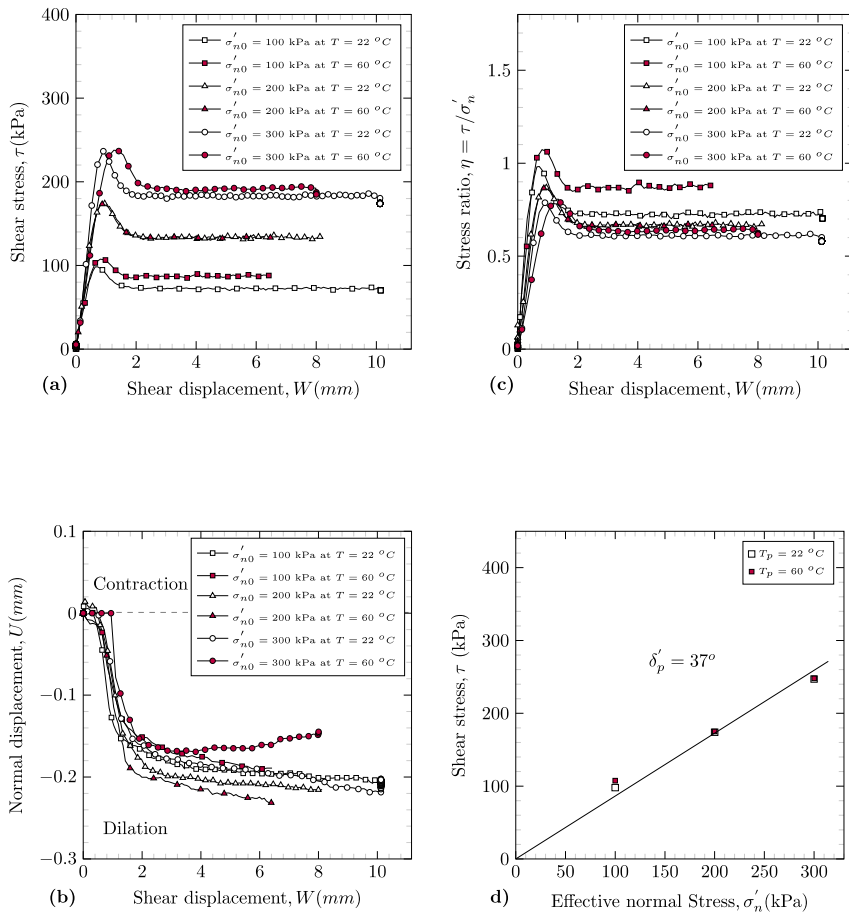 400
300
200
100
0
0 2 4 6 8 10
Shear stress, τ(kPa)
Shear displacement, W(mm)
(a)
σ′n0 = 100 kPa at T = 22 °C
σ′n0 = 100 kPa at T = 60 °C
σ′n0 = 200 kPa at T = 22 °C
σ′n0 = 200 kPa at T = 60 °C
σ′n0 = 300 kPa at T = 22 °C
σ′n0 = 300 kPa at T = 60 °C
1.5
1
0.5
0
0 2 4 6 8 10
Stress ratio, η = τ/σ′n
Shear displacement, W(mm)
(c)
σ′n0 = 100 kPa at T = 22 °C
σ′n0 = 100 kPa at T = 60 °C
σ′n0 = 200 kPa at T = 22 °C
σ′n0 = 200 kPa at T = 60 °C
σ′n0 = 300 kPa at T = 22 °C
σ′n0 = 300 kPa at T = 60 °C
0.1
0
−0.1
−0.2
−0.3
0 2 4 6 8 10
Normal displacement, U(mm)
Shear displacement, W(mm)
(b)
Contraction
Dilation
σ′n0 = 100 kPa at T = 22 °C
σ′n0 = 100 kPa at T = 60 °C
σ′n0 = 200 kPa at T = 22 °C
σ′n0 = 200 kPa at T = 60 °C
σ′n0 = 300 kPa at T = 22 °C
σ′n0 = 300 kPa at T = 60 °C
400
300
200
100
0
0 50 100 150 200 250 300
Shear stress, τ (kPa)
Effective normal Stress, σ′n(kPa)
d)
δ′p = 37°
Tp = 22 °C
Tp = 60 °C